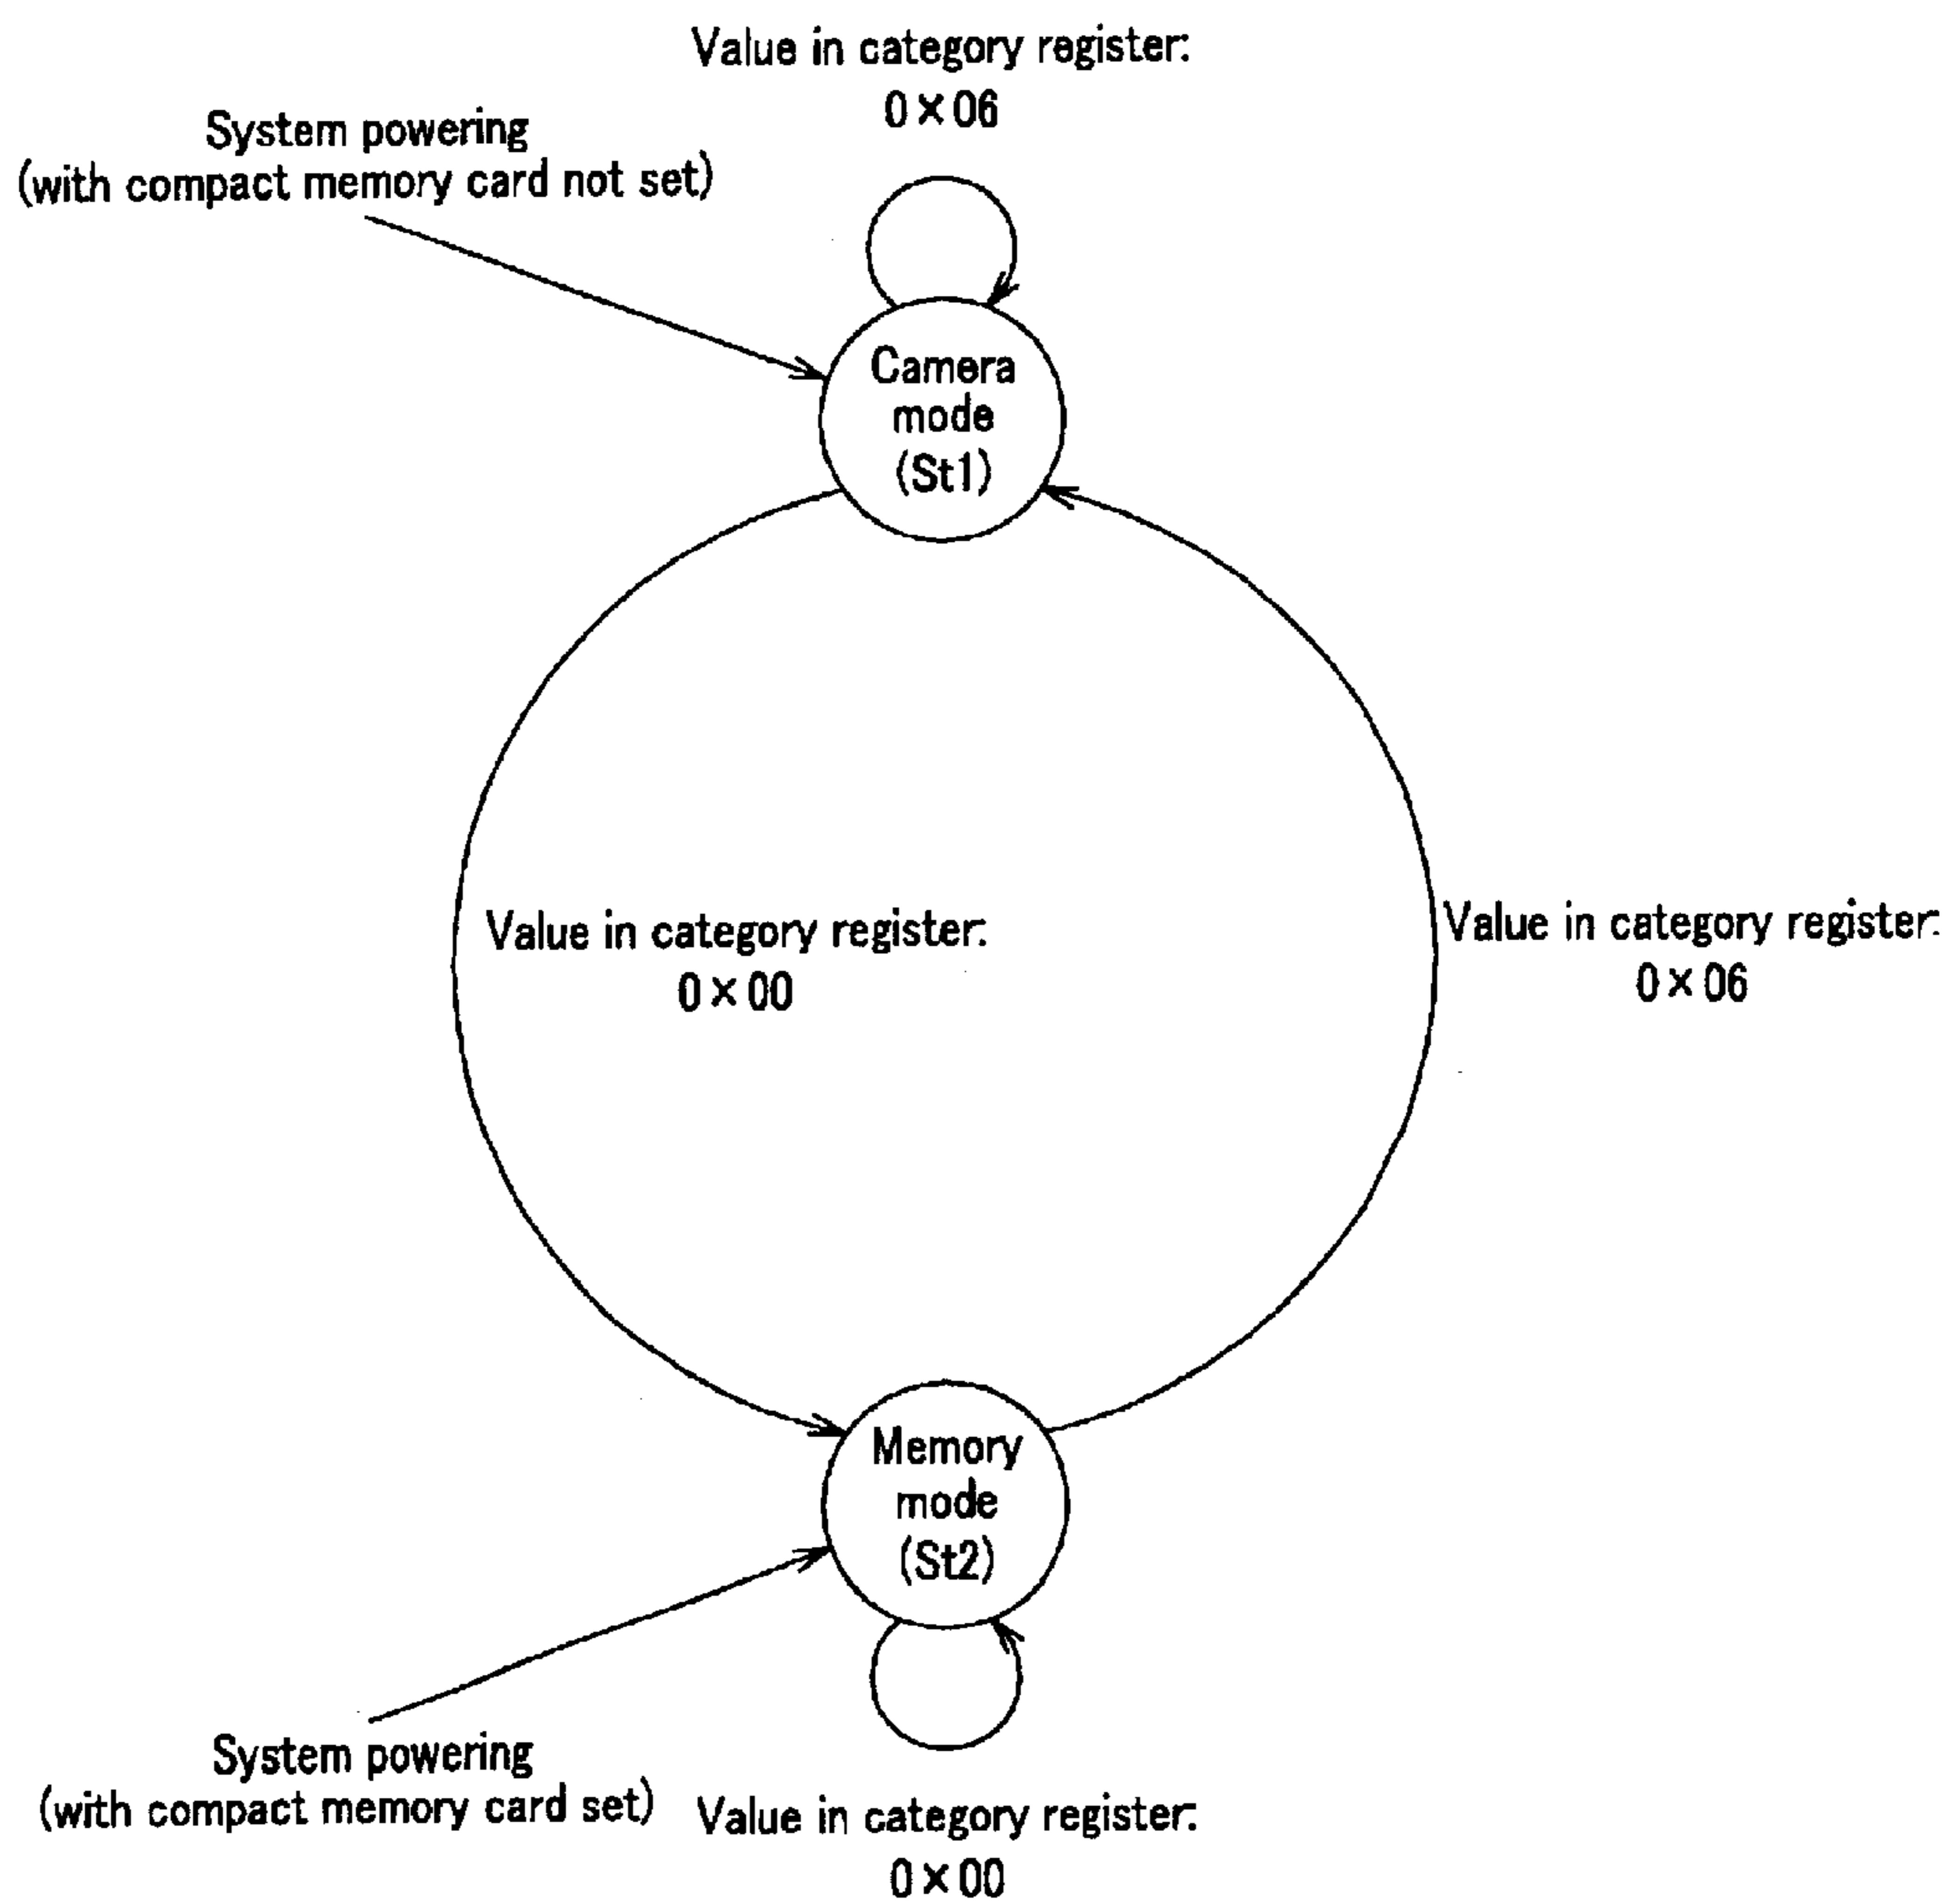 Value in category register:
0×06
System powering
(with compact memory card not set)
Camera
mode
(St1)
Value in category register:
0×00
Value in category register:
0×06
Memory
mode
(St2)
System powering
(with compact memory card set)
Value in category register:
0×00